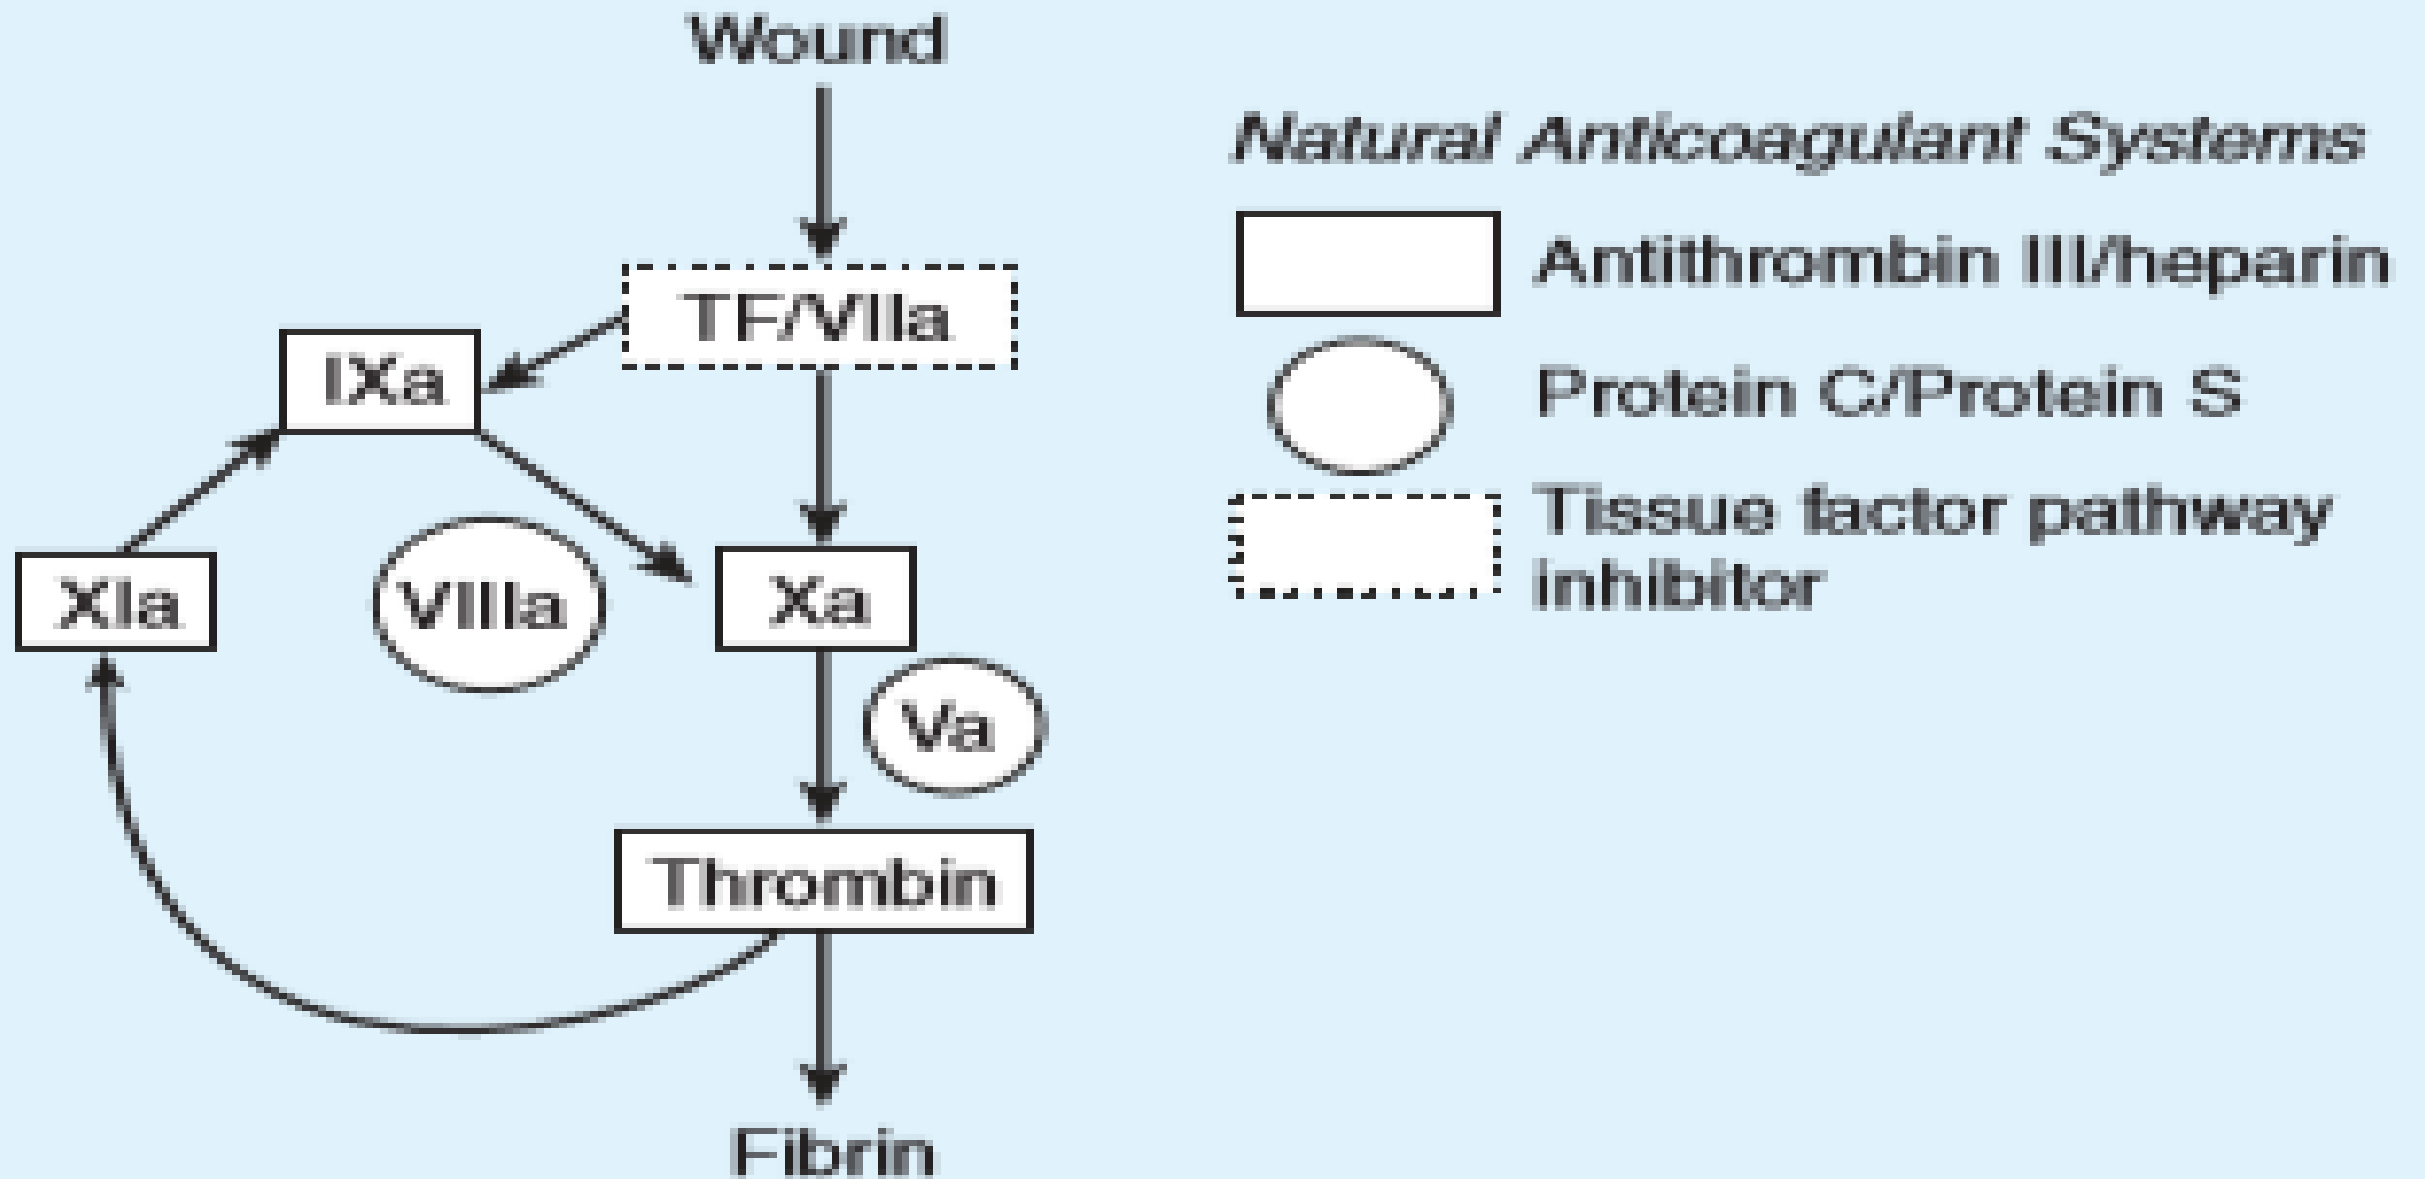 Wound
TF/VIIa
IXa
XIa
VIIIa
Xa
Va
Thrombin
Fibrin
Natural Anticoagulant Systems
Antithrombin III/heparin
Protein C/Protein S
Tissue factor pathway
inhibitor